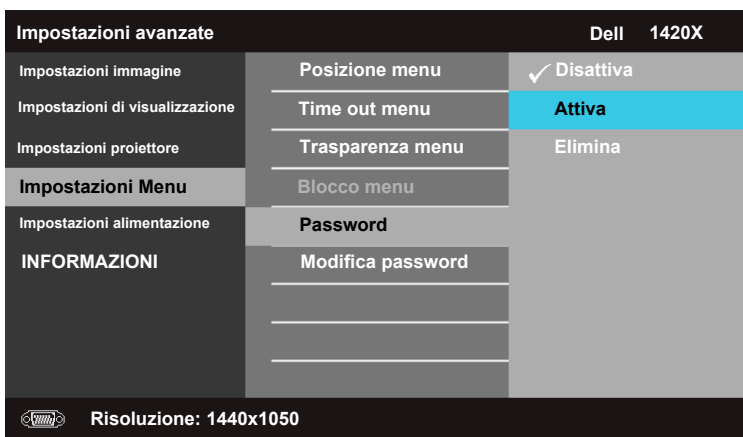 Impostazioni avanzate
Dell 1420X
Impostazioni immagine
Impostazioni di visualizzazione
Impostazioni proiettore
Impostazioni Menu
Impostazioni alimentazione
INFORMAZIONI
Posizione menu
Time out menu
Trasparenza menu
Blocco menu
Password
Modifica password
Disattiva
Attiva
Elimina
Risoluzione: 1440x1050